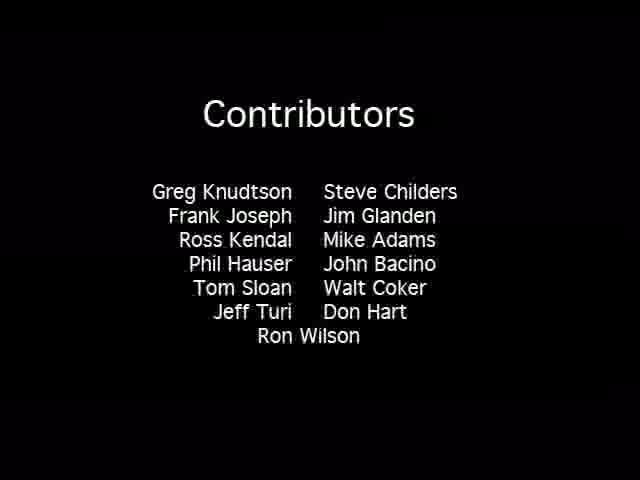 Contributors
Greg Knudtson Steve Childers
Frank Joseph Jim Glanden
Ross Kendal Mike Adams
Phil Hauser John Bacino
Tom Sloan Walt Coker
Jeff Turi Don Hart
Ron Wilson